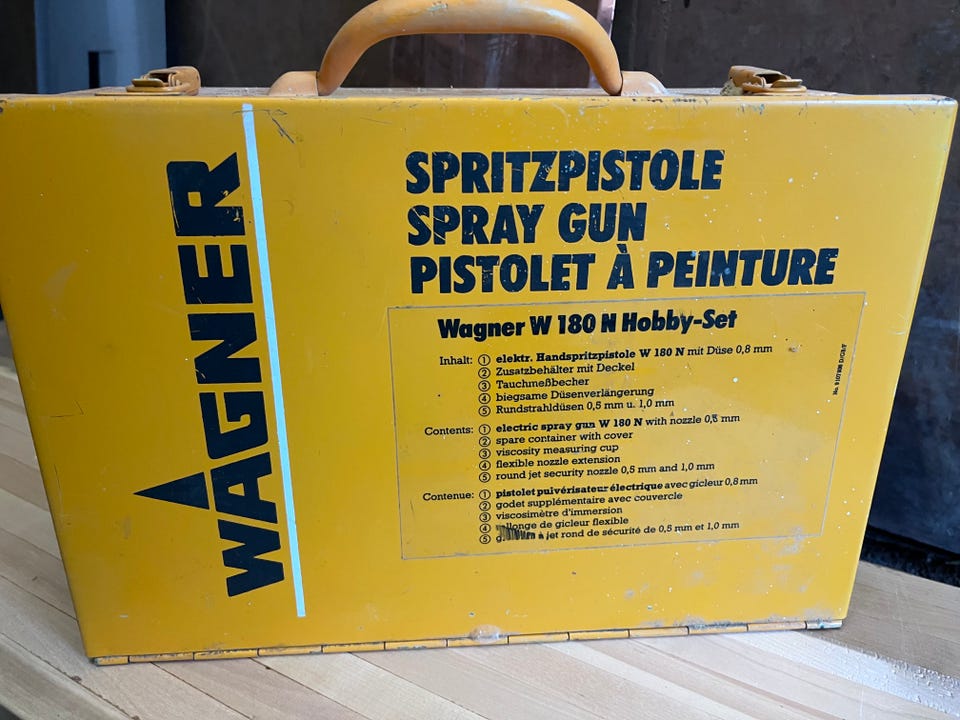 WAGNER
SPRITZPISTOLE
SPRAY GUN
PISTOLET À PEINTURE
Wagner W 180 N Hobby-Set
Inhalt: ① elektr. Handspritzpistole W 180 N mit Düse 0,8 mm
② Zusatzbehälter mit Deckel
③ Tauchmeßbecher
④ biegsame Düsenverlängerung
⑤ Rundstrahldüsen 0,5 mm u. 1,0 mm
Contents: ① electric spray gun W 180 N with nozzle 0,8 mm
② spare container with cover
③ viscosity measuring cup
④ flexible nozzle extension
⑤ round jet security nozzle 0,5 mm and 1,0 mm
Contenue: ① pistolet pulvérisateur électrique avec gicleur 0,8 mm
② godet supplémentaire avec couvercle
③ viscosimètre d'immersion
④ de gicleur flexible
⑤ à jet rond de sécurité de 0,5 mm et 1,0 mm
No.